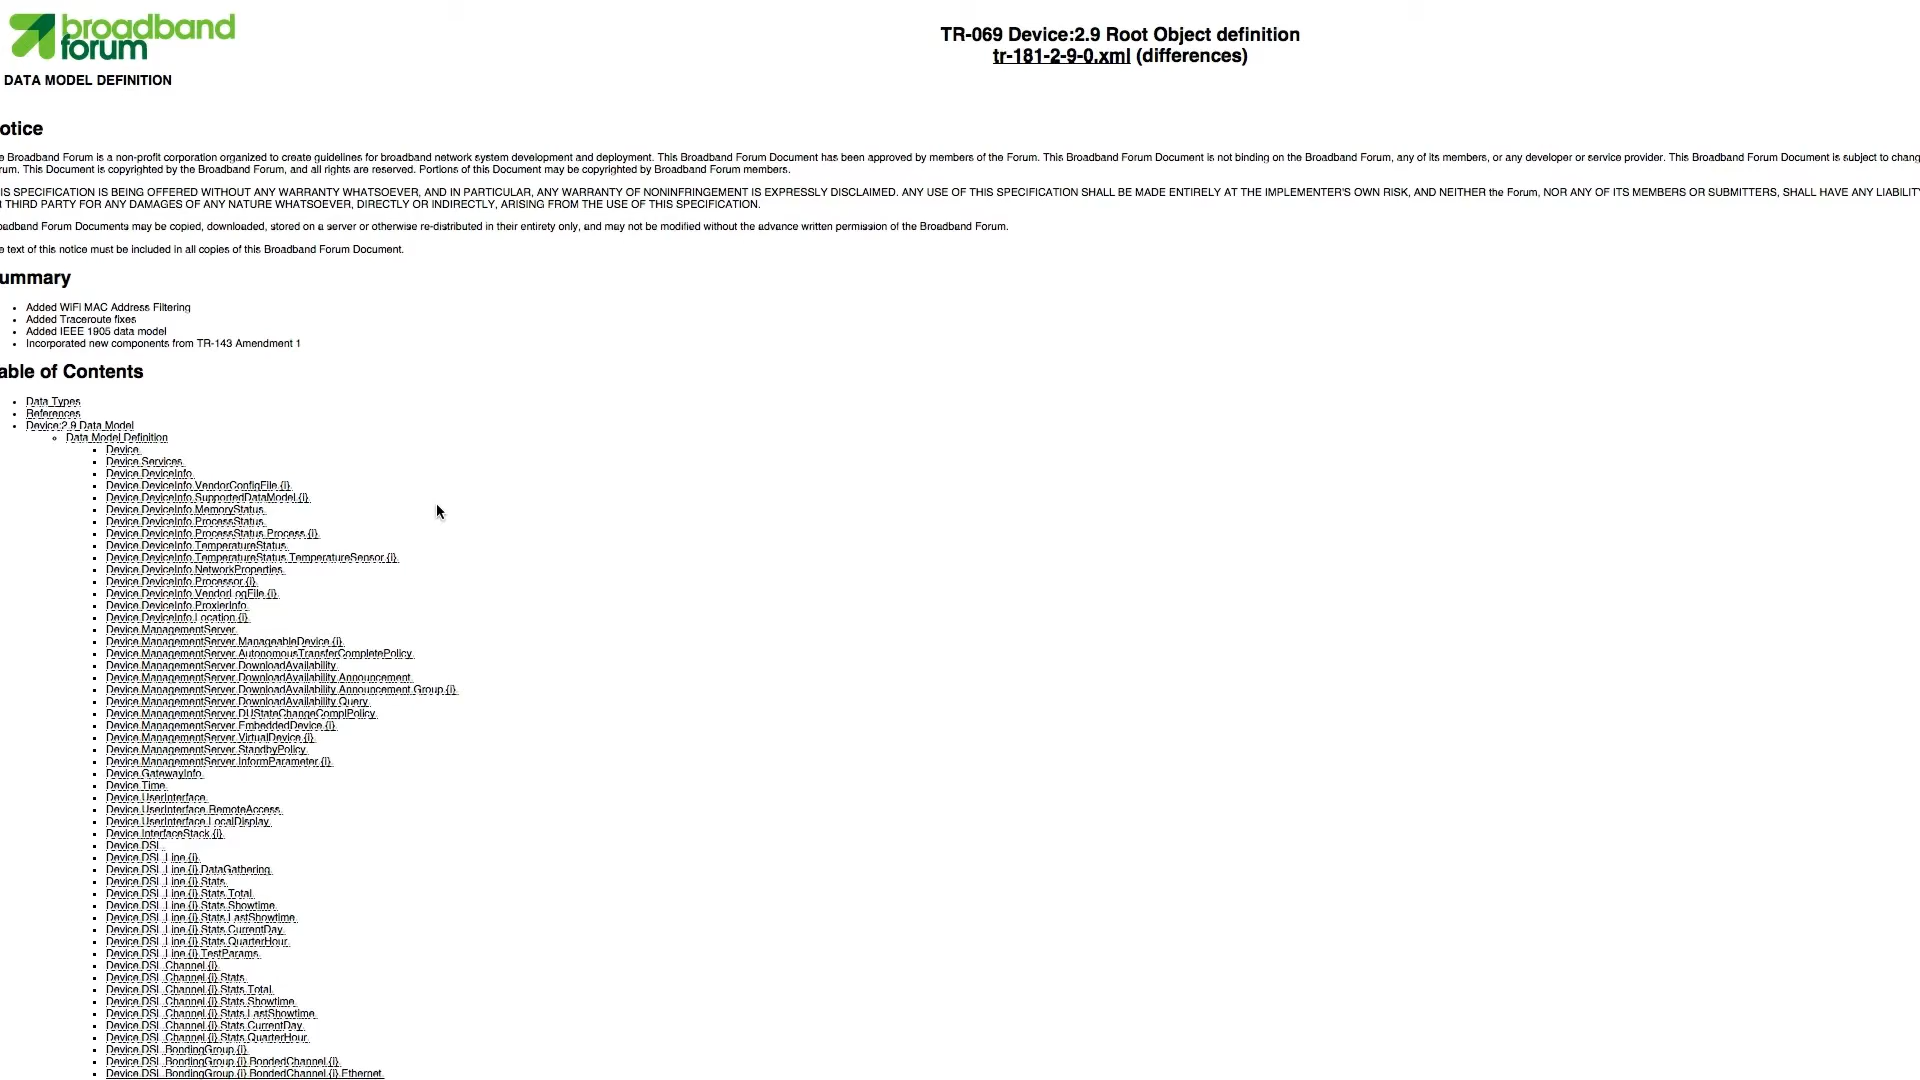 broadband
forum
DATA MODEL DEFINITION
TR-069 Device:2.9 Root Object definition
tr-181-2-9-0.xml (differences)
otice
e Broadband Forum is a non-profit corporation organized to create guidelines for broadband network system development and deployment. This Broadband Forum Document has been approved by members of the Forum. This Broadband Forum Document is not binding on the Broadband Forum, any of its members, or any developer or service provider. This Broadband Forum Document is subject to chang
rum. This Document is copyrighted by the Broadband Forum, and all rights are reserved. Portions of this Document may be copyrighted by Broadband Forum members.
IS SPECIFICATION IS BEING OFFERED WITHOUT ANY WARRANTY WHATSOEVER, AND IN PARTICULAR, ANY WARRANTY OF NONINFRINGEMENT IS EXPRESSLY DISCLAIMED. ANY USE OF THIS SPECIFICATION SHALL BE MADE ENTIRELY AT THE IMPLEMENTER'S OWN RISK, AND NEITHER the Forum, NOR ANY OF ITS MEMBERS OR SUBMITTERS, SHALL HAVE ANY LIABILITY
THIRD PARTY FOR ANY DAMAGES OF ANY NATURE WHATSOEVER, DIRECTLY OR INDIRECTLY, ARISING FROM THE USE OF THIS SPECIFICATION.
oadband Forum Documents may be copied, downloaded, stored on a server or otherwise re-distributed in their entirety only, and may not be modified without the advance written permission of the Broadband Forum.
e text of this notice must be included in all copies of this Broadband Forum Document.
ummary
Added WiFi MAC Address Filtering
Added Traceroute fixes
Added IEEE 1905 data model
Incorporated new components from TR-143 Amendment 1
able of Contents
Data Types
References
Device:2.9 Data Model
Data Model Definition
Device.
Device.Services.
Device.DeviceInfo.
Device.DeviceInfo.VendorConfigFile.{i}.
Device.DeviceInfo.SupportedDataModel.{i}.
Device.DeviceInfo.MemoryStatus.
Device.DeviceInfo.ProcessStatus.
Device.DeviceInfo.ProcessStatus.Process.{i}.
Device.DeviceInfo.TemperatureStatus.
Device.DeviceInfo.TemperatureStatus.TemperatureSensor.{i}.
Device.DeviceInfo.NetworkProperties.
Device.DeviceInfo.Processor.{i}.
Device.DeviceInfo.VendorLogFile.{i}.
Device.DeviceInfo.ProxierInfo.
Device.DeviceInfo.Location.{i}.
Device.ManagementServer.
Device.ManagementServer.ManageableDevice.{i}.
Device.ManagementServer.AutonomousTransferCompletePolicy.
Device.ManagementServer.DownloadAvailability.
Device.ManagementServer.DownloadAvailability.Announcement.
Device.ManagementServer.DownloadAvailability.Announcement.Group.{i}.
Device.ManagementServer.DownloadAvailability.Query.
Device.ManagementServer.DUStateChangeComplPolicy.
Device.ManagementServer.EmbeddedDevice.{i}.
Device.ManagementServer.VirtualDevice.{i}.
Device.ManagementServer.StandbyPolicy.
Device.ManagementServer.InformParameter.{i}.
Device.GatewayInfo.
Device.Time.
Device.UserInterface.
Device.UserInterface.RemoteAccess.
Device.UserInterface.LocalDisplay.
Device.InterfaceStack.{i}.
Device.DSL.
Device.DSL.Line.{i}.
Device.DSL.Line.{i}.DataGathering.
Device.DSL.Line.{i}.Stats.
Device.DSL.Line.{i}.Stats.Total.
Device.DSL.Line.{i}.Stats.Showtime.
Device.DSL.Line.{i}.Stats.LastShowtime.
Device.DSL.Line.{i}.Stats.CurrentDay.
Device.DSL.Line.{i}.Stats.QuarterHour.
Device.DSL.Line.{i}.TestParams.
Device.DSL.Channel.{i}.
Device.DSL.Channel.{i}.Stats.
Device.DSL.Channel.{i}.Stats.Total.
Device.DSL.Channel.{i}.Stats.Showtime.
Device.DSL.Channel.{i}.Stats.LastShowtime.
Device.DSL.Channel.{i}.Stats.CurrentDay.
Device.DSL.Channel.{i}.Stats.QuarterHour.
Device.DSL.BondingGroup.{i}.
Device.DSL.BondingGroup.{i}.BondedChannel.{i}.
Device.DSL.BondingGroup.{i}.BondedChannel.{i}.Ethernet.